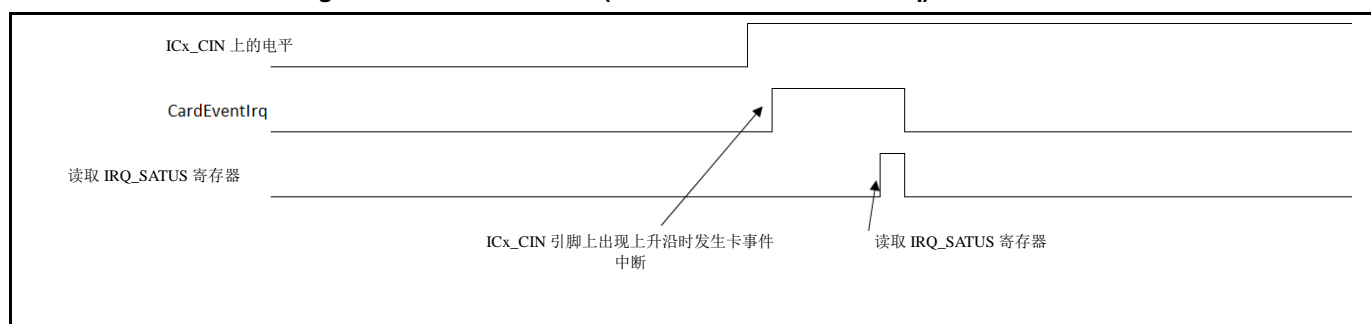 ICx_CIN 上的电平
CardEventIrq
读取 IRQ_SATUS 寄存器
ICx_CIN 引脚上出现上升沿时发生卡事件
中断
读取 IRQ_SATUS 寄存器